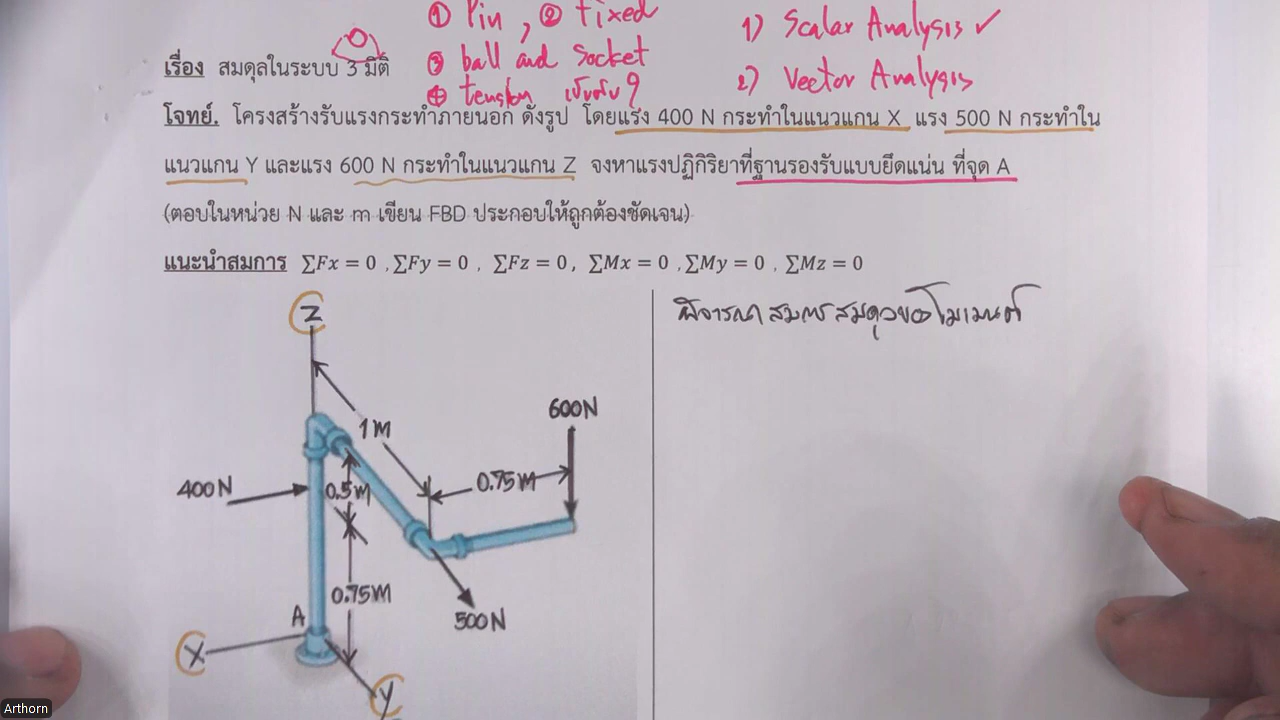 ① Pin , ② Fixed
③ ball and socket
④ tension
1) Scalar Analysis ✓
2) Vector Analysis
เรื่อง สมดุลในระบบ 3 มิติ
โจทย์. โครงสร้างรับแรงกระทำภายนอก ดังรูป โดยแรง 400 N กระทำในแนวแกน X แรง 500 N กระทำใน
แนวแกน Y และแรง 600 N กระทำในแนวแกน Z จงหาแรงปฏิกิริยาที่ฐานรองรับแบบยึดแน่น ที่จุด A
(ตอบในหน่วย N และ m เขียน FBD ประกอบให้ถูกต้องชัดเจน)
แนะนำสมการ ∑Fx = 0 , ∑Fy = 0 , ∑Fz = 0, ∑Mx = 0 , ∑My = 0 , ∑Mz = 0
พิจารณา สมการ สมดุลของโมเมนต์
Z
1M
600N
0.75M
400N
0.5M
0.75M
A
500N
X
Y
Arthorn